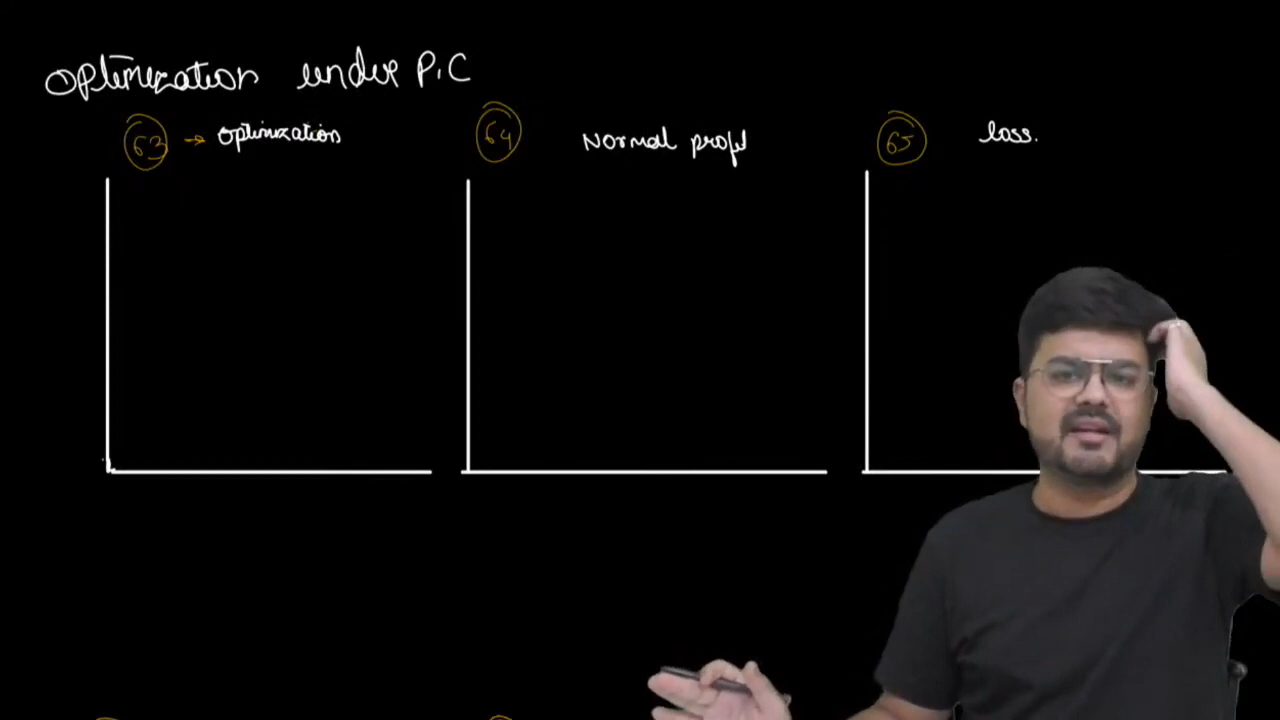 Optimization under P.C
63 → optimization
64 Normal profit
65 loss.